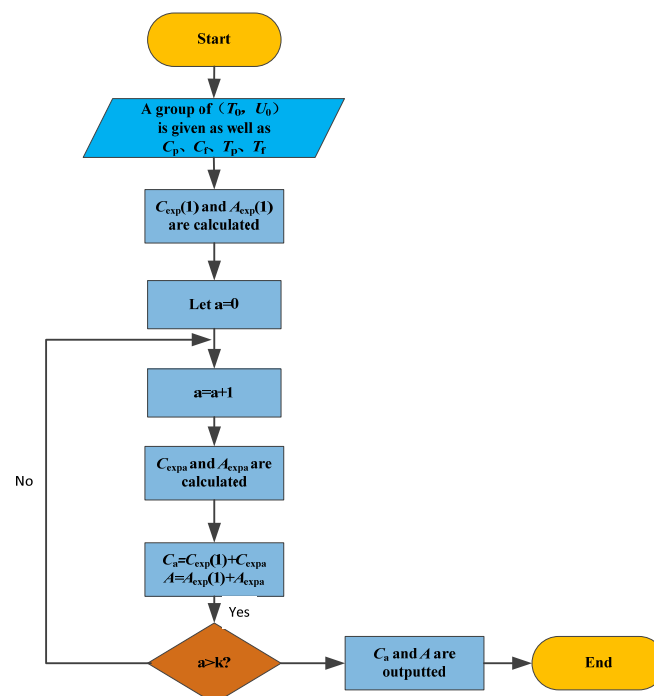 Start
A group of（T0，U0）
is given as well as
Cp、Cf、Tp、Tf
Cexp(1) and Aexp(1)
are calculated
Let a=0
a=a+1
Cexpa and Aexpa are
calculated
No
Ca=Cexp(1)+Cexpa
A=Aexp(1)+Aexpa
Yes
a>k?
Ca and A are
outputted
End